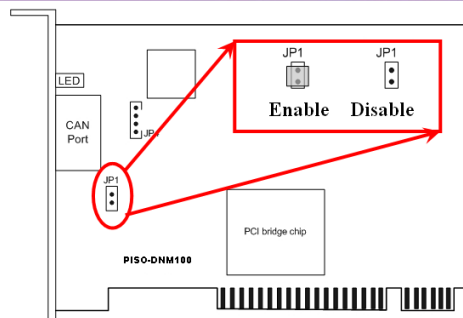 JP1 JP1
Enable Disable
LED
CAN
Port
JP1
PCI bridge chip
PISO-DNM100